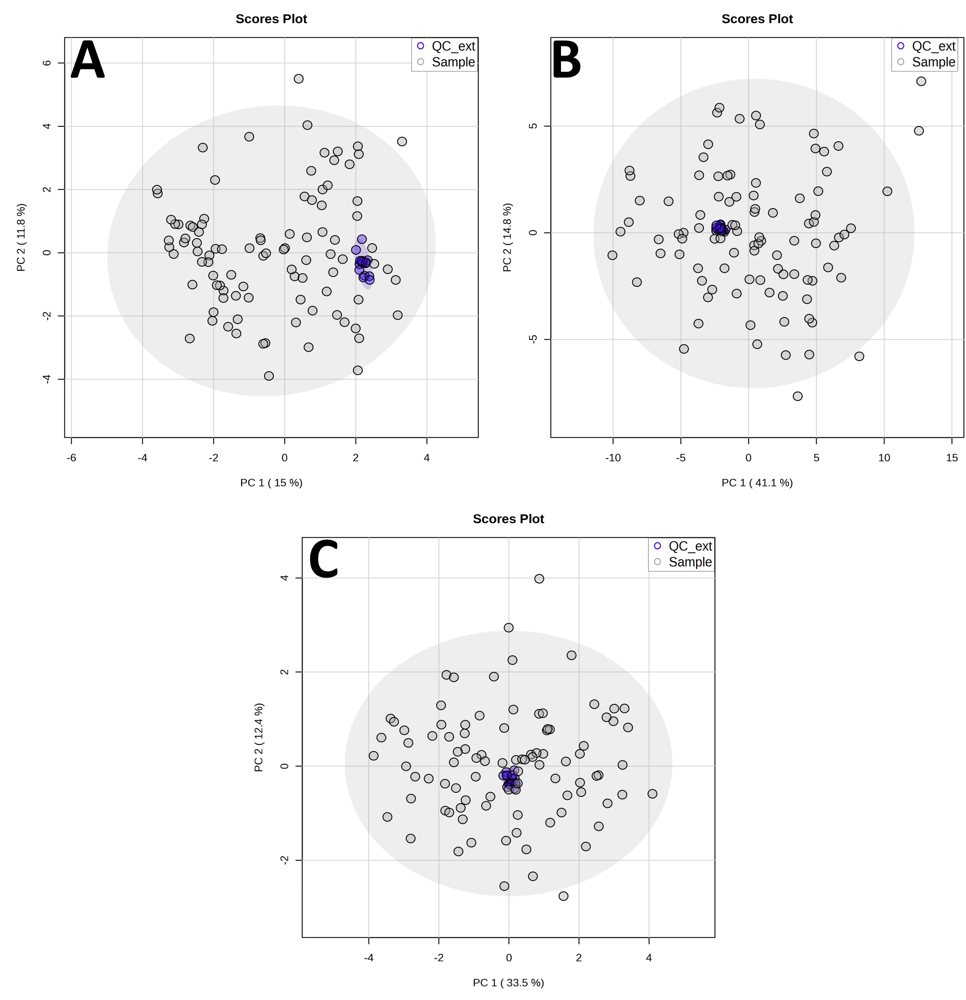 Scores Plot
A
QC_ext
Sample
6
4
2
0
-2
-4
PC 2 ( 11.8 %)
-6
-4
-2
0
2
4
PC 1 ( 15 %)
Scores Plot
B
QC_ext
Sample
5
0
-5
PC 2 ( 14.8 %)
-10
-5
0
5
10
15
PC 1 ( 41.1 %)
Scores Plot
C
QC_ext
Sample
4
2
0
-2
PC 2 ( 12.4 %)
-4
-2
0
2
4
PC 1 ( 33.5 %)